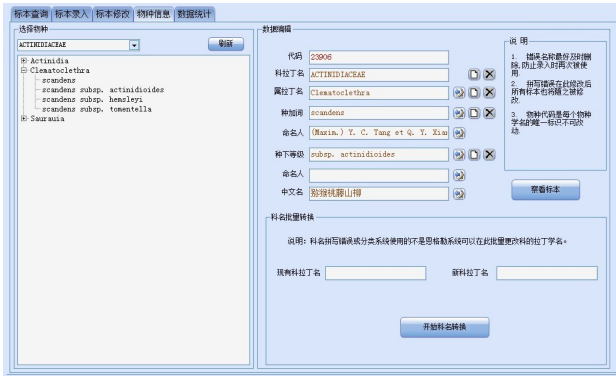 标本查询 标本录入 标本修改 物种信息 数据统计
选择物种
ACTINIDIACEAE
刷新
Actinidia
Clematoclethra
scandens
scandens subsp. actinidioides
scandens subsp. hemsleyi
scandens subsp. tomentella
Saurauia
数据编辑
代码 23906
科拉丁名 ACTINIDIACEAE
属拉丁名 Clematoclethra
种加词 scandens
命名人 (Maxim.) Y. C. Tang et Q. Y. Xian
种下等级 subsp. actinidioides
命名人
中文名 猕猴桃藤山柳
说 明
1. 错误名称最好及时删
除,防止录入时再次被使
用.
2. 拼写错误在此修改后
所有标本也将随之被修
改.
3. 物种代码是每个物种
学名的唯一标识不可改
动.
察看标本
科名批量转换
说明: 科名拼写错误或分类系统使用的不是恩格勒系统可以在此批量更改科的拉丁学名。
现有科拉丁名 新科拉丁名
开始科名转换